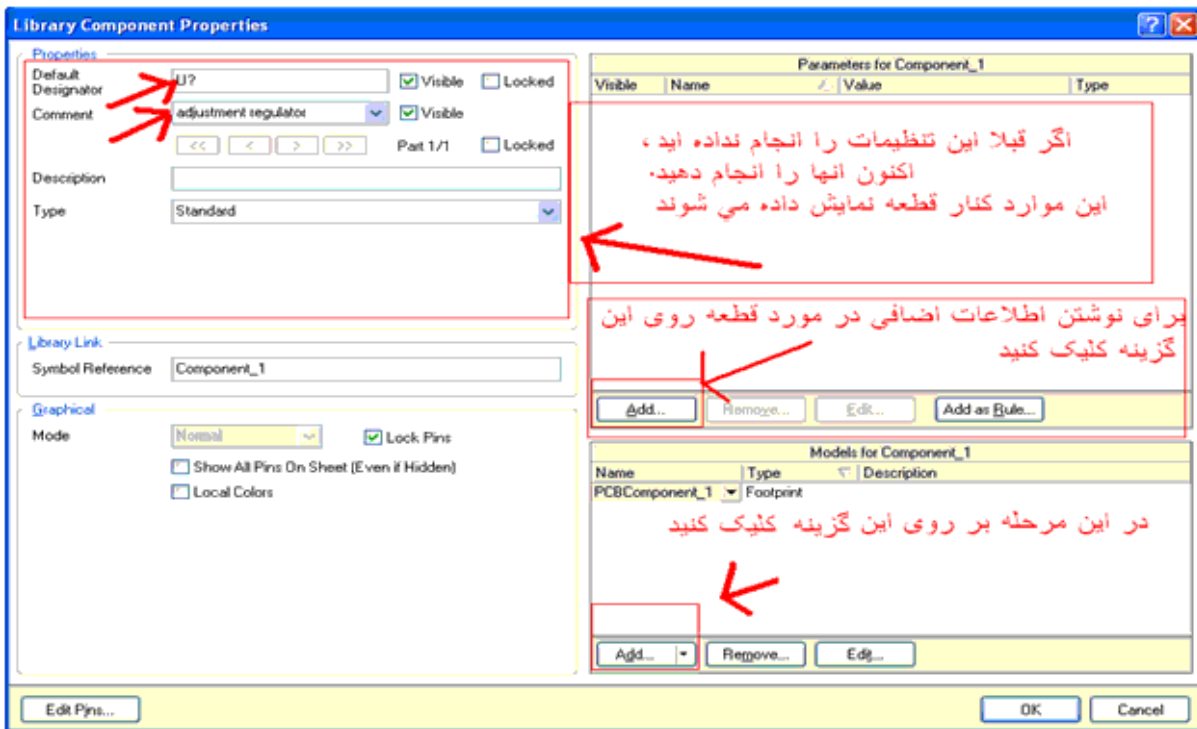 Library Component Properties
Properties
Default Designator
U?
Visible
Locked
Comment
adjustment regulator
Visible
<< < > >>
Part 1/1
Locked
Description
Type
Standard
Library Link
Symbol Reference
Component_1
Graphical
Mode
Normal
Lock Pins
Show All Pins On Sheet (Even if Hidden)
Local Colors
Parameters for Component_1
Visible Name Value Type
اگر قبلا این تنظیمات را انجام نداده اید ،
اکنون انها را انجام دهید.
این موارد کنار قطعه نمایش داده می شوند
برای نوشتن اطلاعات اضافی در مورد قطعه روی این
گزینه کلیک کنید
Add... Remove... Edit... Add as Rule...
Models for Component_1
Name Type Description
PCBComponent_1 Footprint
در این مرحله بر روی این گزینه کلیک کنید
Add... Remove... Edit...
Edit Pins...
OK Cancel